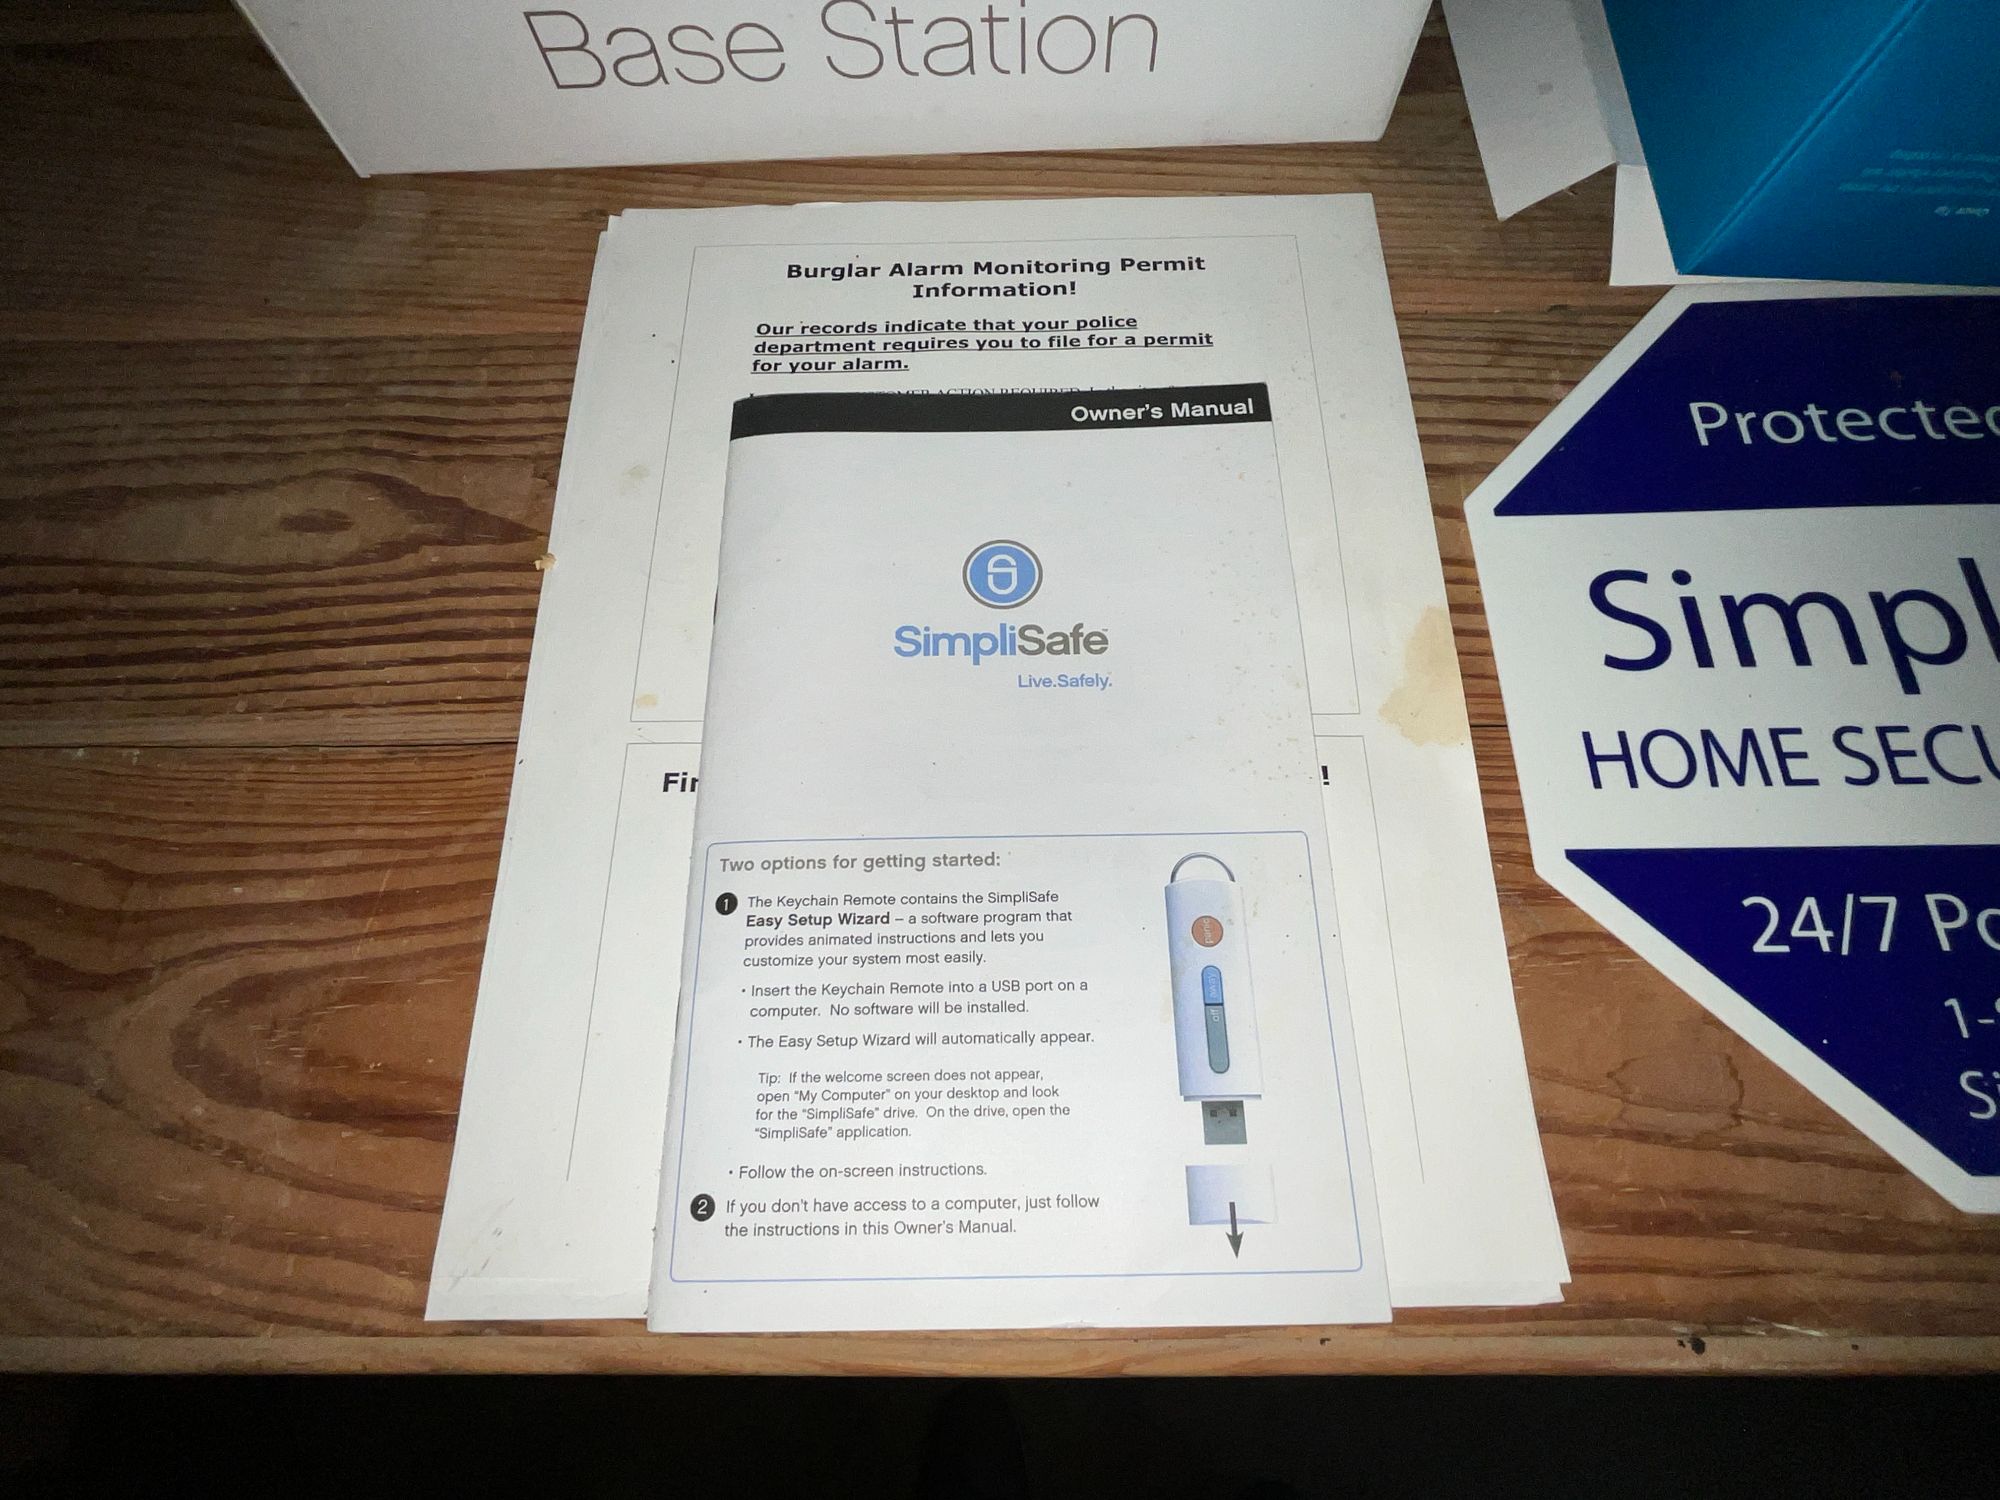 Base Station
Burglar Alarm Monitoring Permit
Information!
Our records indicate that your police
department requires you to file for a permit
for your alarm.
ACTION REQUIRED
Owner's Manual
SimpliSafe™
Live.Safely.
!
Two options for getting started:
1 The Keychain Remote contains the SimpliSafe
Easy Setup Wizard – a software program that
provides animated instructions and lets you
customize your system most easily.
• Insert the Keychain Remote into a USB port on a
computer. No software will be installed.
• The Easy Setup Wizard will automatically appear.
Tip: If the welcome screen does not appear,
open "My Computer" on your desktop and look
for the "SimpliSafe" drive. On the drive, open the
"SimpliSafe" application.
• Follow the on-screen instructions.
2 If you don't have access to a computer, just follow
the instructions in this Owner's Manual.
panic
away
off
Protected
Simpl
HOME SECU
24/7 Po
1-
Si